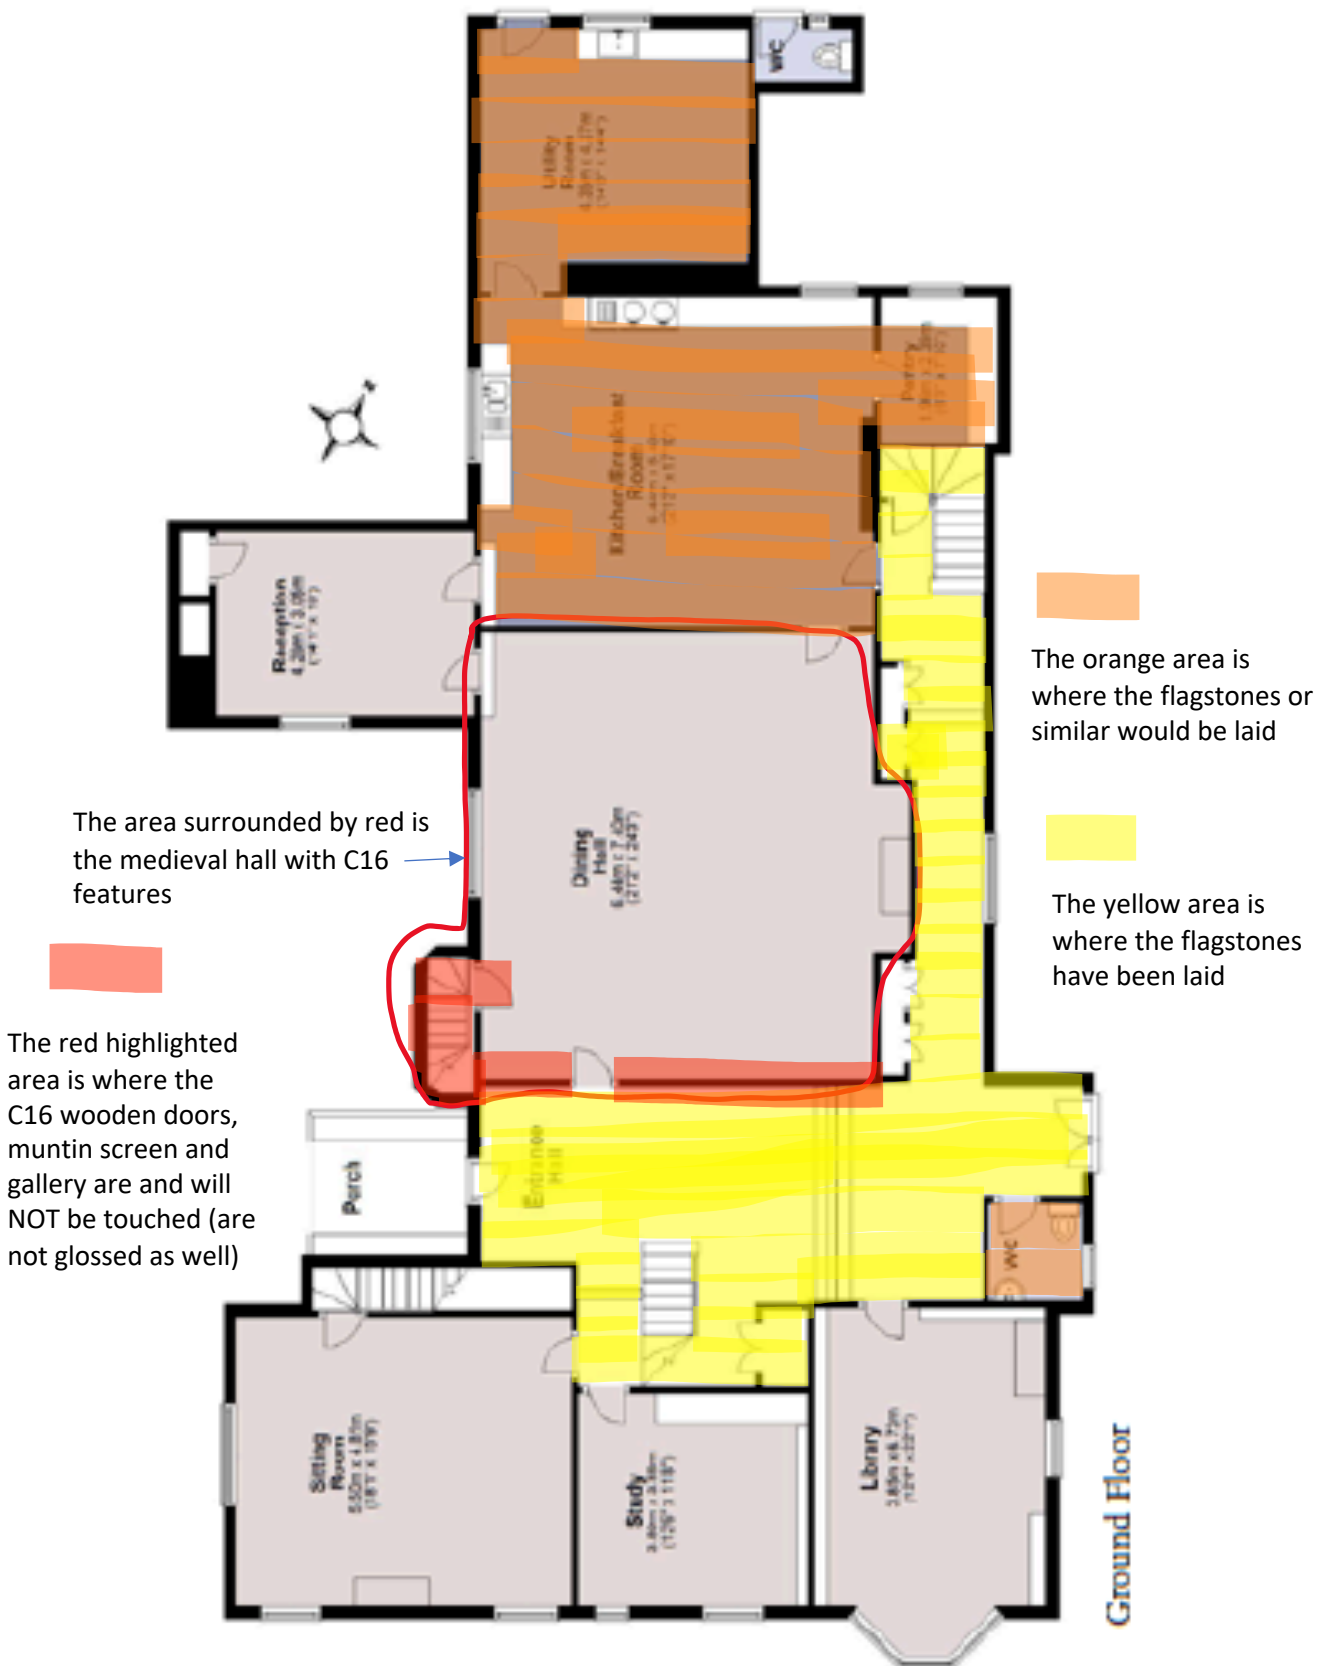 WC
Utility
Room
Pantry
Kitchen/Breakfast
Room
Reception
4.29m x 3.05m
The orange area is
where the flagstones or
similar would be laid
The area surrounded by red is
the medieval hall with C16
features
Dining
Hall
The yellow area is
where the flagstones
have been laid
The red highlighted
area is where the
C16 wooden doors,
muntin screen and
gallery are and will
NOT be touched (are
not glossed as well)
Porch
Entrance
Hall
WC
Sitting
Room
Study
Library
Ground Floor